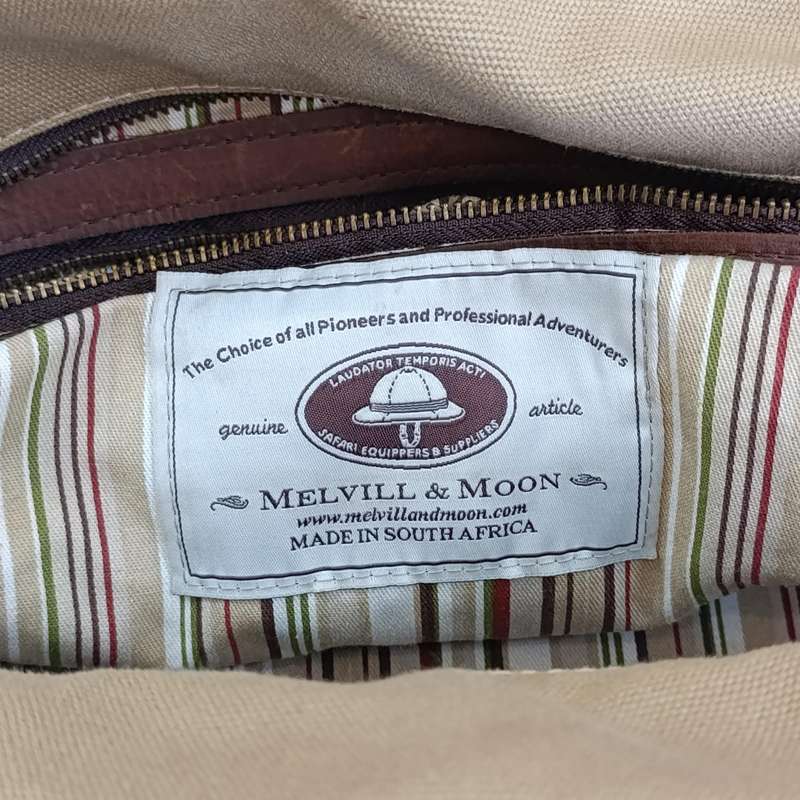 The Choice of all Pioneers and Professional Adventurers
LAUDATOR TEMPORIS ACTI
genuine article
SAFARI EQUIPPERS & SUPPLIERS
MELVILL & MOON
www.melvillandmoon.com
MADE IN SOUTH AFRICA